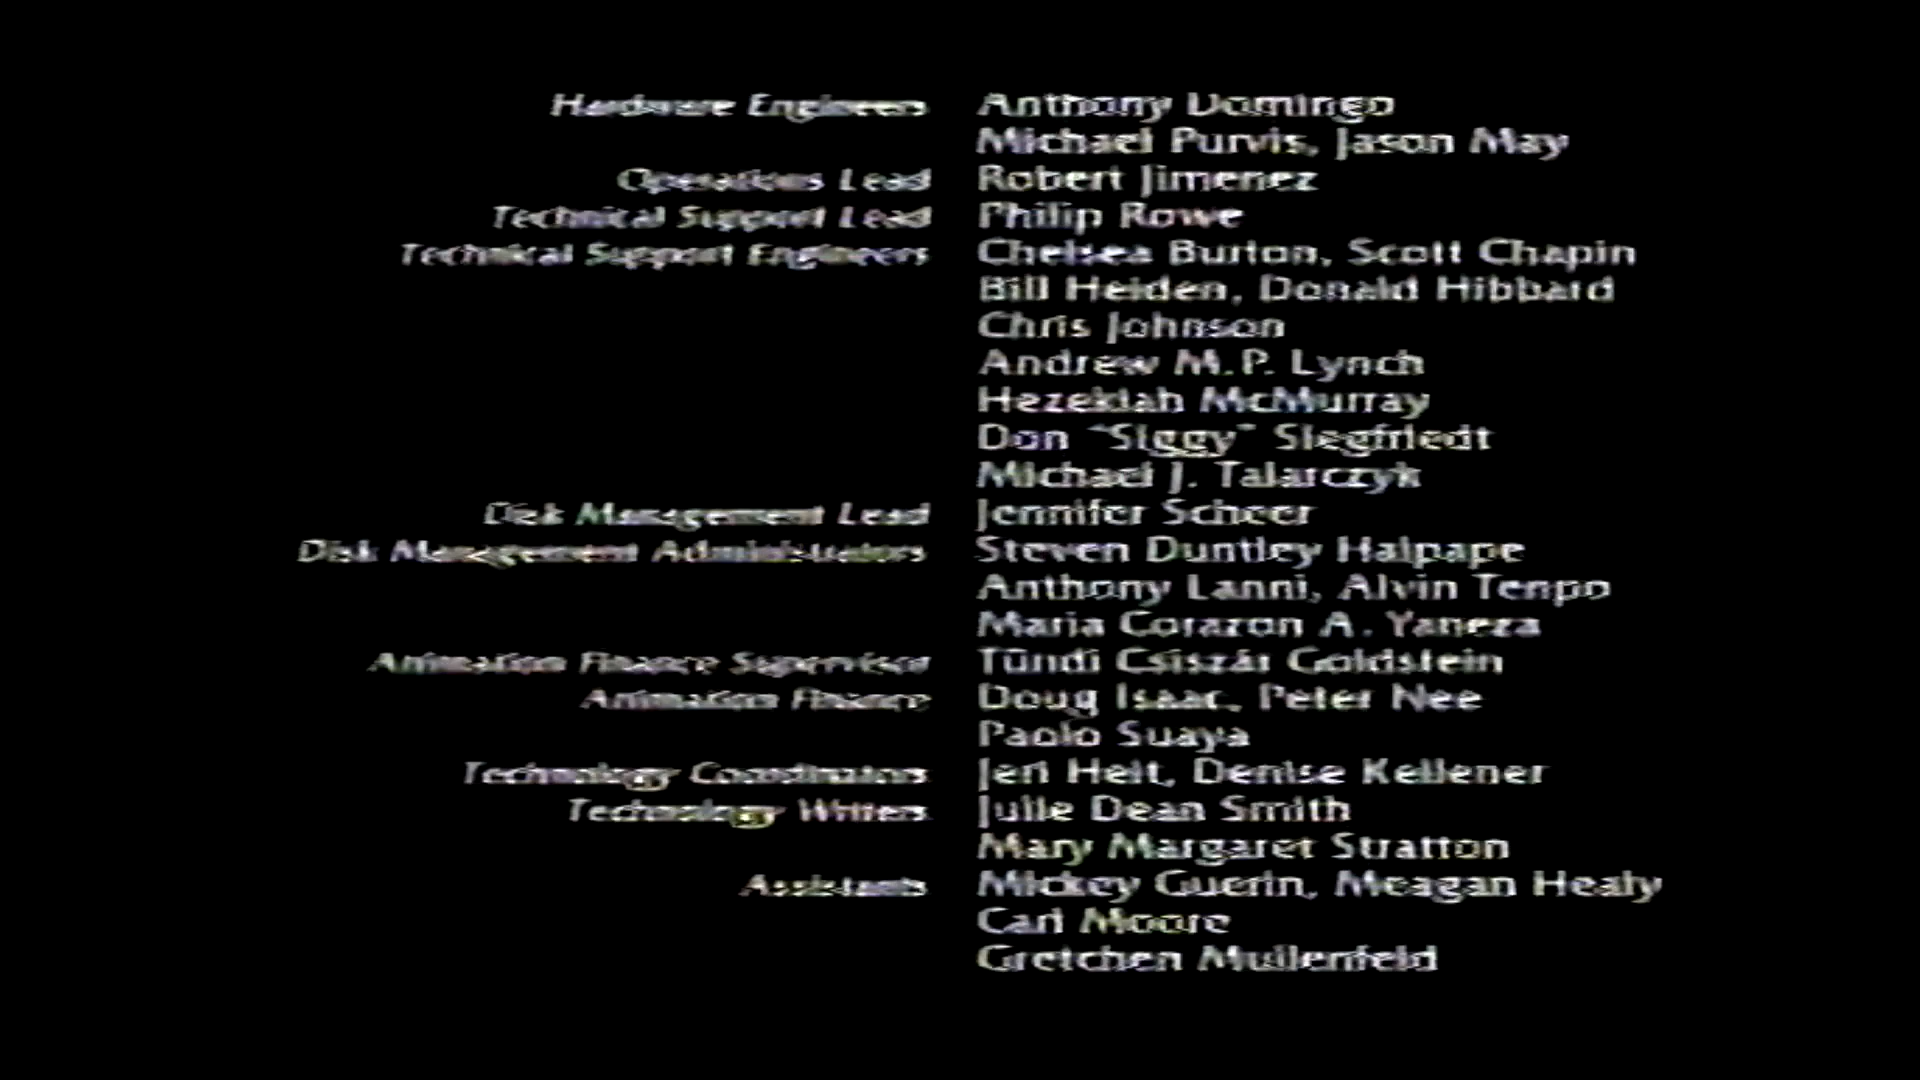 Hardware Engineers Anthony Domingo
Michael Purvis, Jason May
Operations Lead Robert Jimenez
Technical Support Lead Philip Rowe
Technical Support Engineers Chelsea Burton, Scott Chapin
Bill Heiden, Donald Hibbard
Chris Johnson
Andrew M.P. Lynch
Hezekiah McMurray
Don "Siggy" Siegfriedt
Michael J. Talarczyk
Disk Management Lead Jennifer Scheer
Disk Management Administrators Steven Duntley Halpape
Anthony Lanni, Alvin Tenpo
Maria Corazon A. Yaneza
Animation Finance Supervisor Tündi Csiszár Goldstein
Animation Finance Doug Isaac, Peter Nee
Paolo Suaya
Technology Coordinators Jeri Heit, Denise Kellener
Technology Writers Julie Dean Smith
Mary Margaret Stratton
Assistants Mickey Guerin, Meagan Healy
Carl Moore
Gretchen Mullenfeld